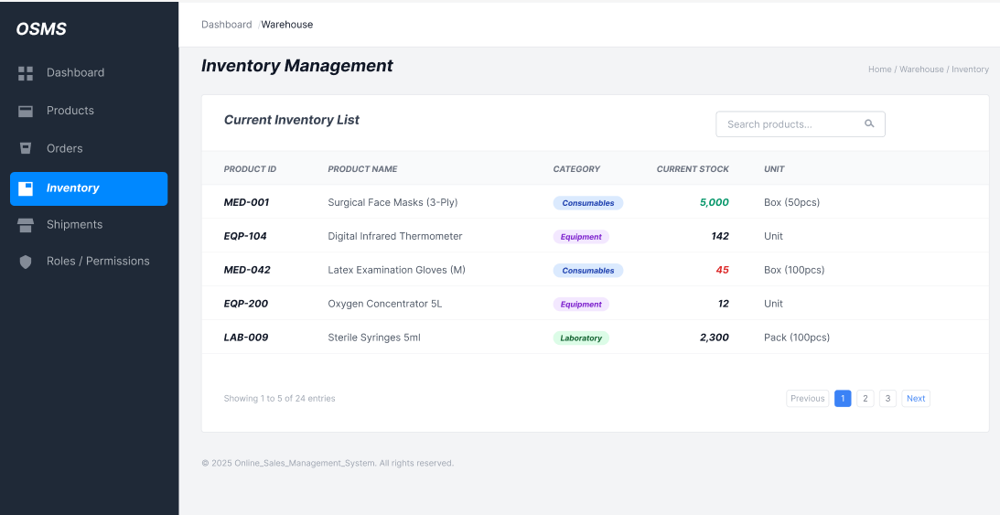 OSMS
Dashboard
Products
Orders
Inventory
Shipments
Roles / Permissions
Dashboard /Warehouse
Inventory Management
Home / Warehouse / Inventory
Current Inventory List
Search products...
PRODUCT ID PRODUCT NAME CATEGORY CURRENT STOCK UNIT
MED-001 Surgical Face Masks (3-Ply) Consumables 5,000 Box (50pcs)
EQP-104 Digital Infrared Thermometer Equipment 142 Unit
MED-042 Latex Examination Gloves (M) Consumables 45 Box (100pcs)
EQP-200 Oxygen Concentrator 5L Equipment 12 Unit
LAB-009 Sterile Syringes 5ml Laboratory 2,300 Pack (100pcs)
Showing 1 to 5 of 24 entries
Previous 1 2 3 Next
© 2025 Online_Sales_Management_System. All rights reserved.